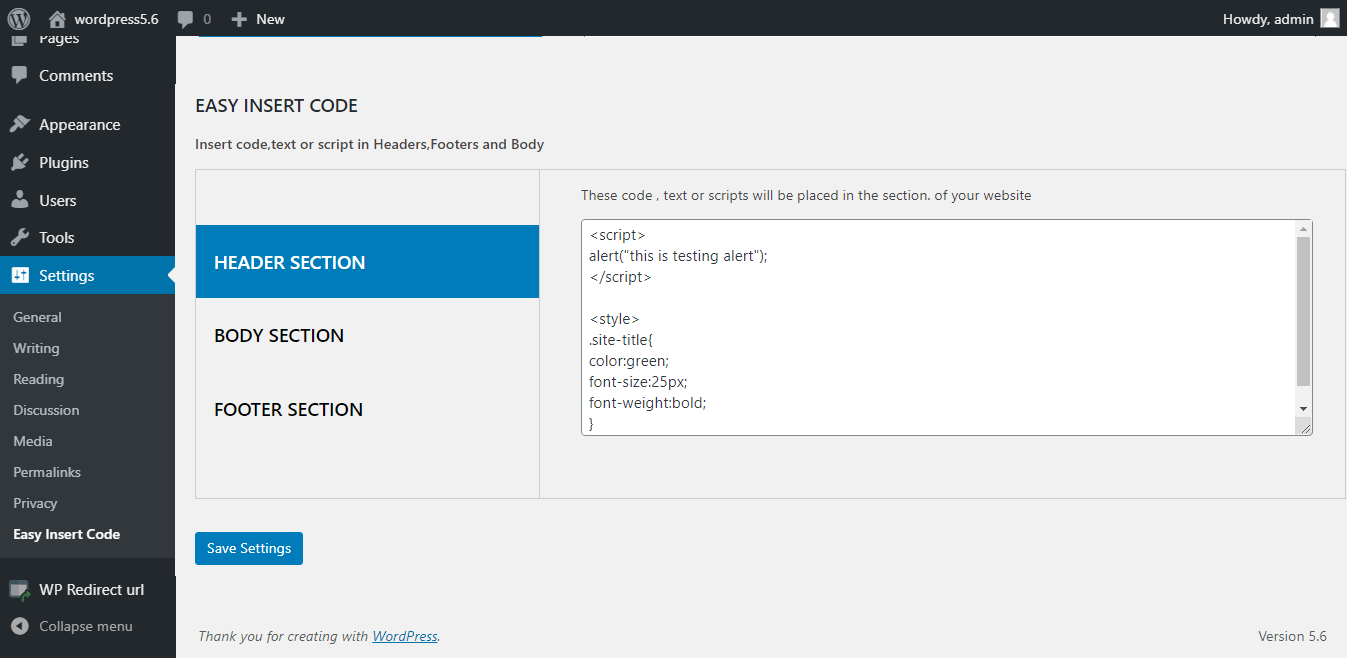 wordpress5.6 0 New Howdy, admin
Pages
Comments
Appearance
Plugins
Users
Tools
Settings
General
Writing
Reading
Discussion
Media
Permalinks
Privacy
Easy Insert Code
WP Redirect url
Collapse menu
EASY INSERT CODE
Insert code,text or script in Headers,Footers and Body
HEADER SECTION
BODY SECTION
FOOTER SECTION
These code , text or scripts will be placed in the section. of your website
<script>
alert("this is testing alert");
</script>
<style>
.site-title{
color:green;
font-size:25px;
font-weight:bold;
}
Save Settings
Thank you for creating with WordPress.
Version 5.6